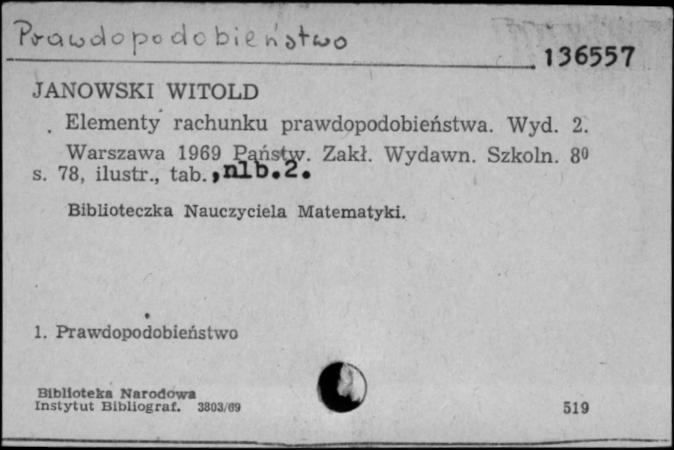 Prawdopodobieństwo
136557
JANOWSKI WITOLD
Elementy rachunku prawdopodobieństwa. Wyd. 2.
Warszawa 1969 Państw. Zakł. Wydawn. Szkoln. 8⁰
s. 78, ilustr., tab., nlb.2.
Biblioteczka Nauczyciela Matematyki.
1. Prawdopodobieństwo
Biblioteka Narodowa
Instytut Bibliograf. 3803/69
519